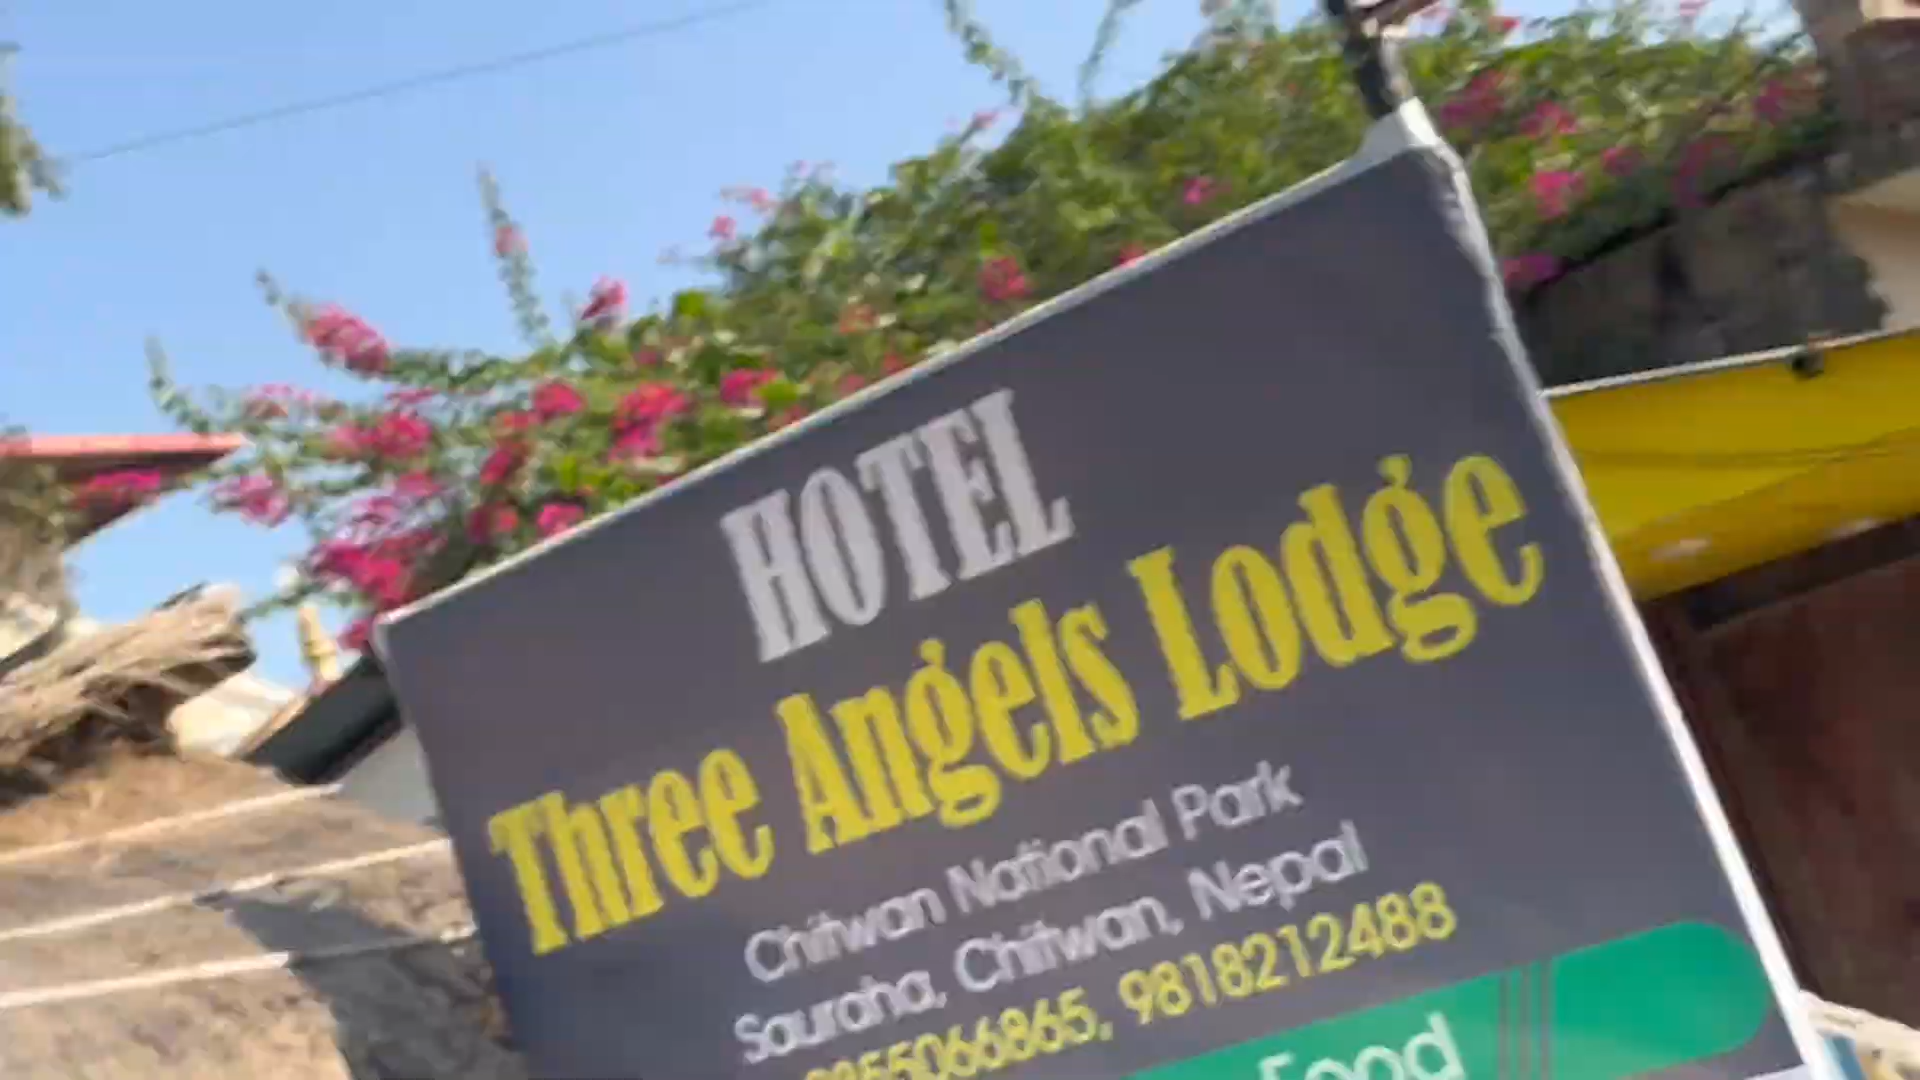 HOTEL
Three Angels Lodge
Chitwan National Park
Sauraha, Chitwan, Nepal
9818212488
Food